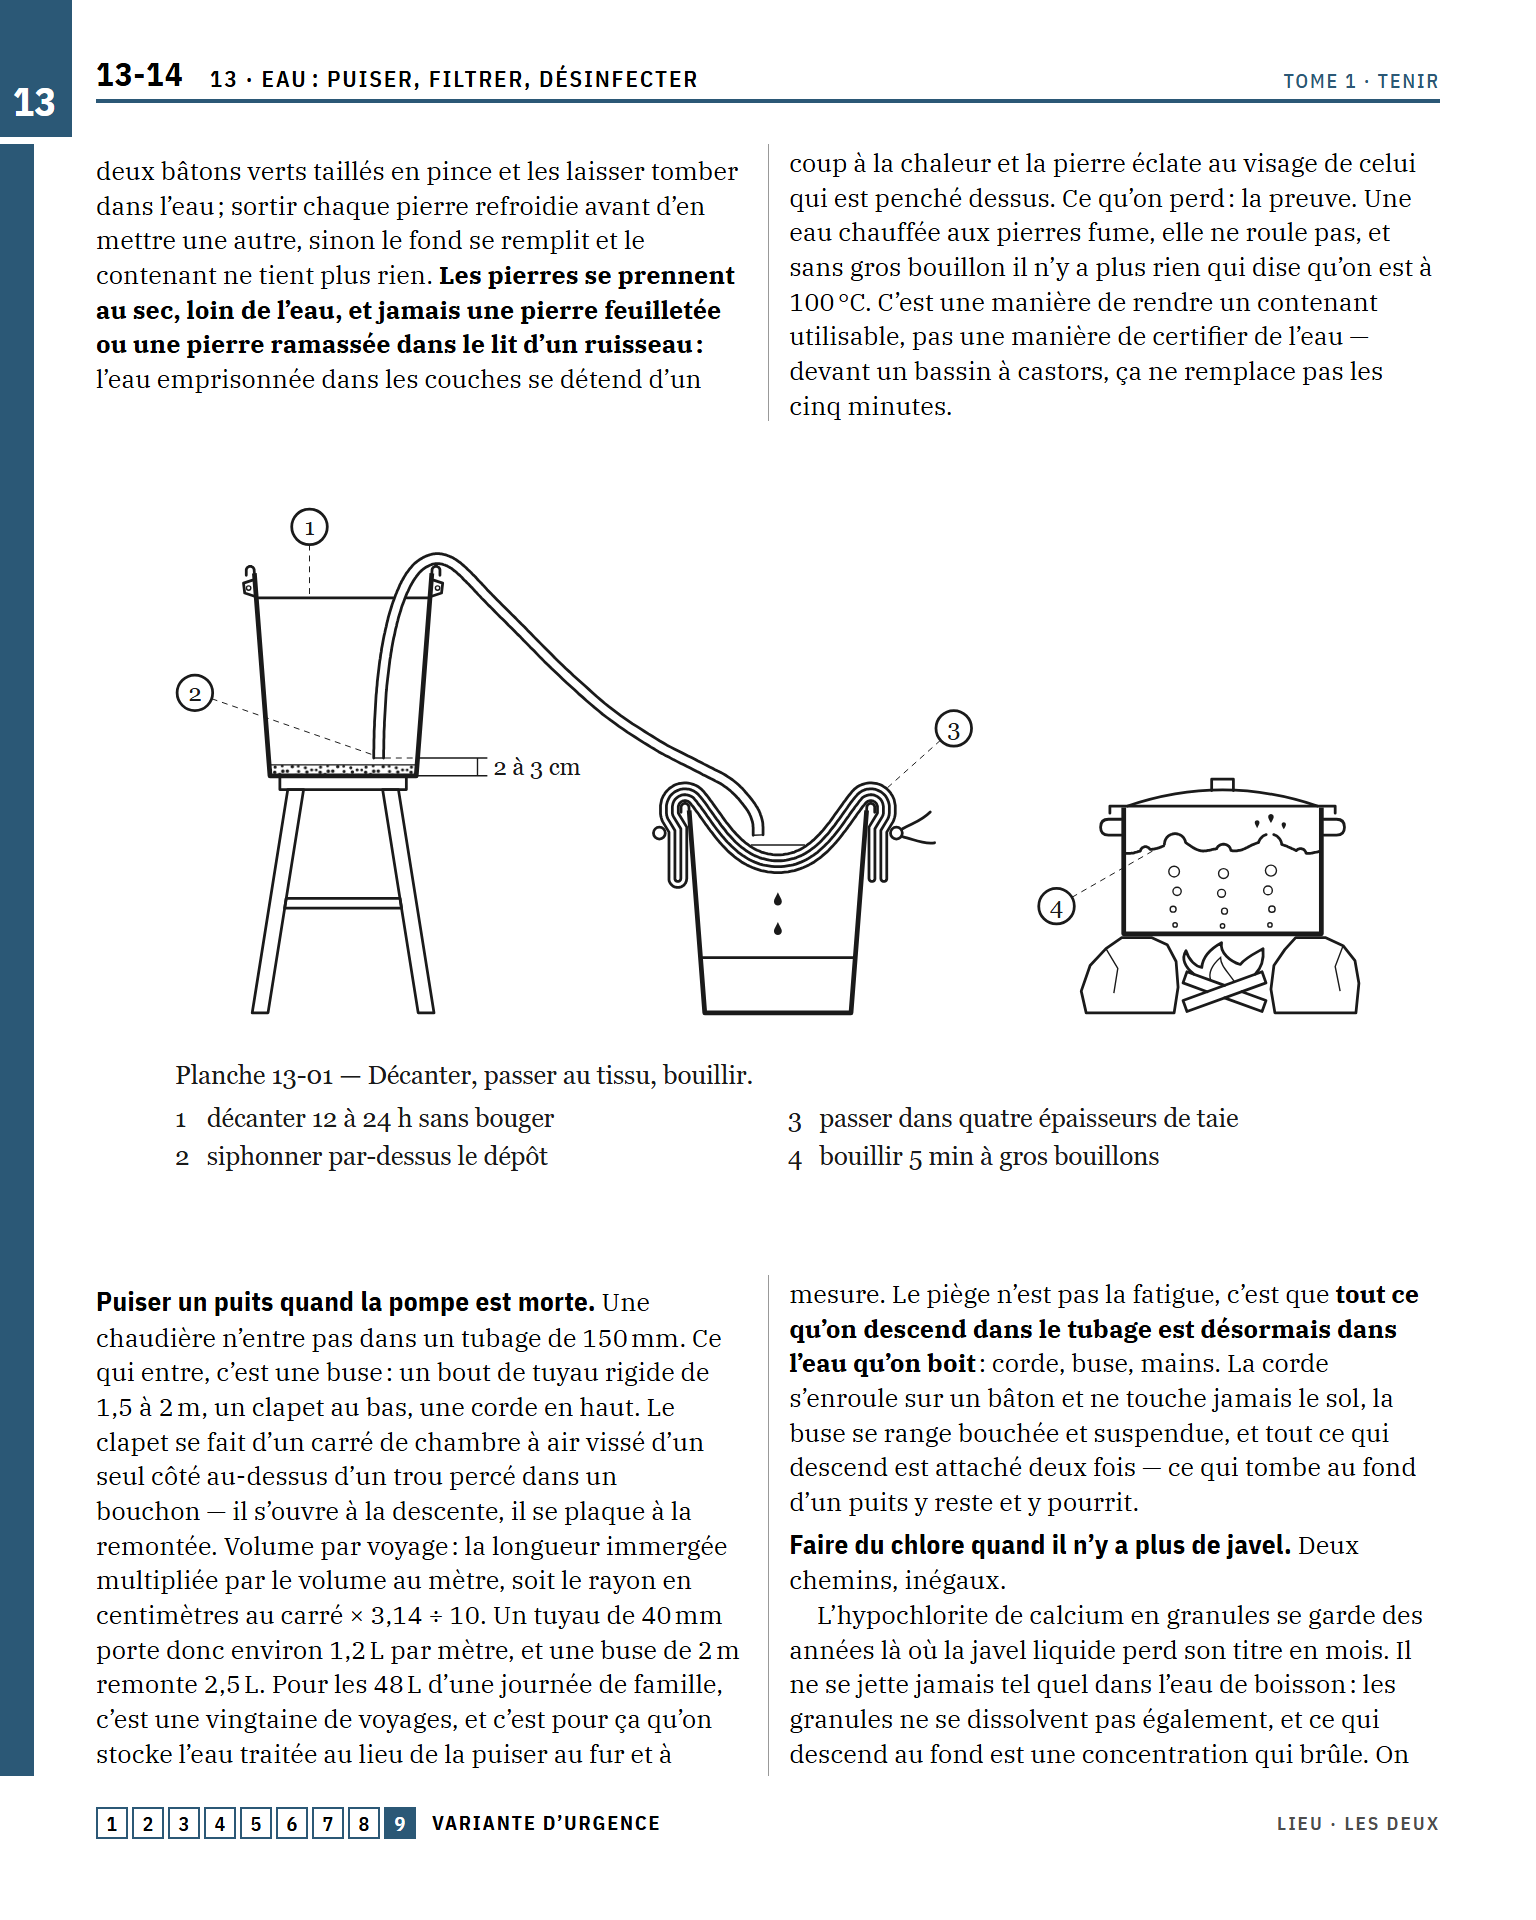 13
13-14 13 · EAU : PUISER, FILTRER, DÉSINFECTER
TOME 1 · TENIR
deux bâtons verts taillés en pince et les laisser tomber
dans l’eau ; sortir chaque pierre refroidie avant d’en
mettre une autre, sinon le fond se remplit et le
contenant ne tient plus rien. Les pierres se prennent
au sec, loin de l’eau, et jamais une pierre feuilletée
ou une pierre ramassée dans le lit d’un ruisseau :
l’eau emprisonnée dans les couches se détend d’un
coup à la chaleur et la pierre éclate au visage de celui
qui est penché dessus. Ce qu’on perd : la preuve. Une
eau chauffée aux pierres fume, elle ne roule pas, et
sans gros bouillon il n’y a plus rien qui dise qu’on est à
100 °C. C’est une manière de rendre un contenant
utilisable, pas une manière de certifier de l’eau —
devant un bassin à castors, ça ne remplace pas les
cinq minutes.
1
2
2 à 3 cm
3
4
Planche 13-01 — Décanter, passer au tissu, bouillir.
1 décanter 12 à 24 h sans bouger
2 siphonner par-dessus le dépôt
3 passer dans quatre épaisseurs de taie
4 bouillir 5 min à gros bouillons
Puiser un puits quand la pompe est morte. Une
chaudière n’entre pas dans un tubage de 150 mm. Ce
qui entre, c’est une buse : un bout de tuyau rigide de
1,5 à 2 m, un clapet au bas, une corde en haut. Le
clapet se fait d’un carré de chambre à air vissé d’un
seul côté au-dessus d’un trou percé dans un
bouchon — il s’ouvre à la descente, il se plaque à la
remontée. Volume par voyage : la longueur immergée
multipliée par le volume au mètre, soit le rayon en
centimètres au carré × 3,14 ÷ 10. Un tuyau de 40 mm
porte donc environ 1,2 L par mètre, et une buse de 2 m
remonte 2,5 L. Pour les 48 L d’une journée de famille,
c’est une vingtaine de voyages, et c’est pour ça qu’on
stocke l’eau traitée au lieu de la puiser au fur et à
mesure. Le piège n’est pas la fatigue, c’est que tout ce
qu’on descend dans le tubage est désormais dans
l’eau qu’on boit : corde, buse, mains. La corde
s’enroule sur un bâton et ne touche jamais le sol, la
buse se range bouchée et suspendue, et tout ce qui
descend est attaché deux fois — ce qui tombe au fond
d’un puits y reste et y pourrit.
Faire du chlore quand il n’y a plus de javel. Deux
chemins, inégaux.
L’hypochlorite de calcium en granules se garde des
années là où la javel liquide perd son titre en mois. Il
ne se jette jamais tel quel dans l’eau de boisson : les
granules ne se dissolvent pas également, et ce qui
descend au fond est une concentration qui brûle. On
1 2 3 4 5 6 7 8 9 VARIANTE D’URGENCE
LIEU · LES DEUX